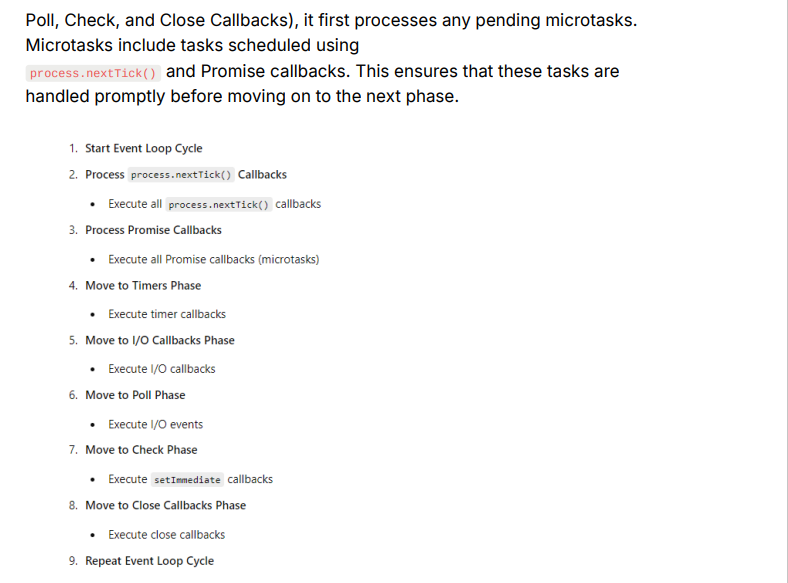 Poll, Check, and Close Callbacks), it first processes any pending microtasks.
Microtasks include tasks scheduled using
process.nextTick() and Promise callbacks. This ensures that these tasks are
handled promptly before moving on to the next phase.
1. Start Event Loop Cycle
2. Process process.nextTick() Callbacks
• Execute all process.nextTick() callbacks
3. Process Promise Callbacks
• Execute all Promise callbacks (microtasks)
4. Move to Timers Phase
• Execute timer callbacks
5. Move to I/O Callbacks Phase
• Execute I/O callbacks
6. Move to Poll Phase
• Execute I/O events
7. Move to Check Phase
• Execute setImmediate callbacks
8. Move to Close Callbacks Phase
• Execute close callbacks
9. Repeat Event Loop Cycle